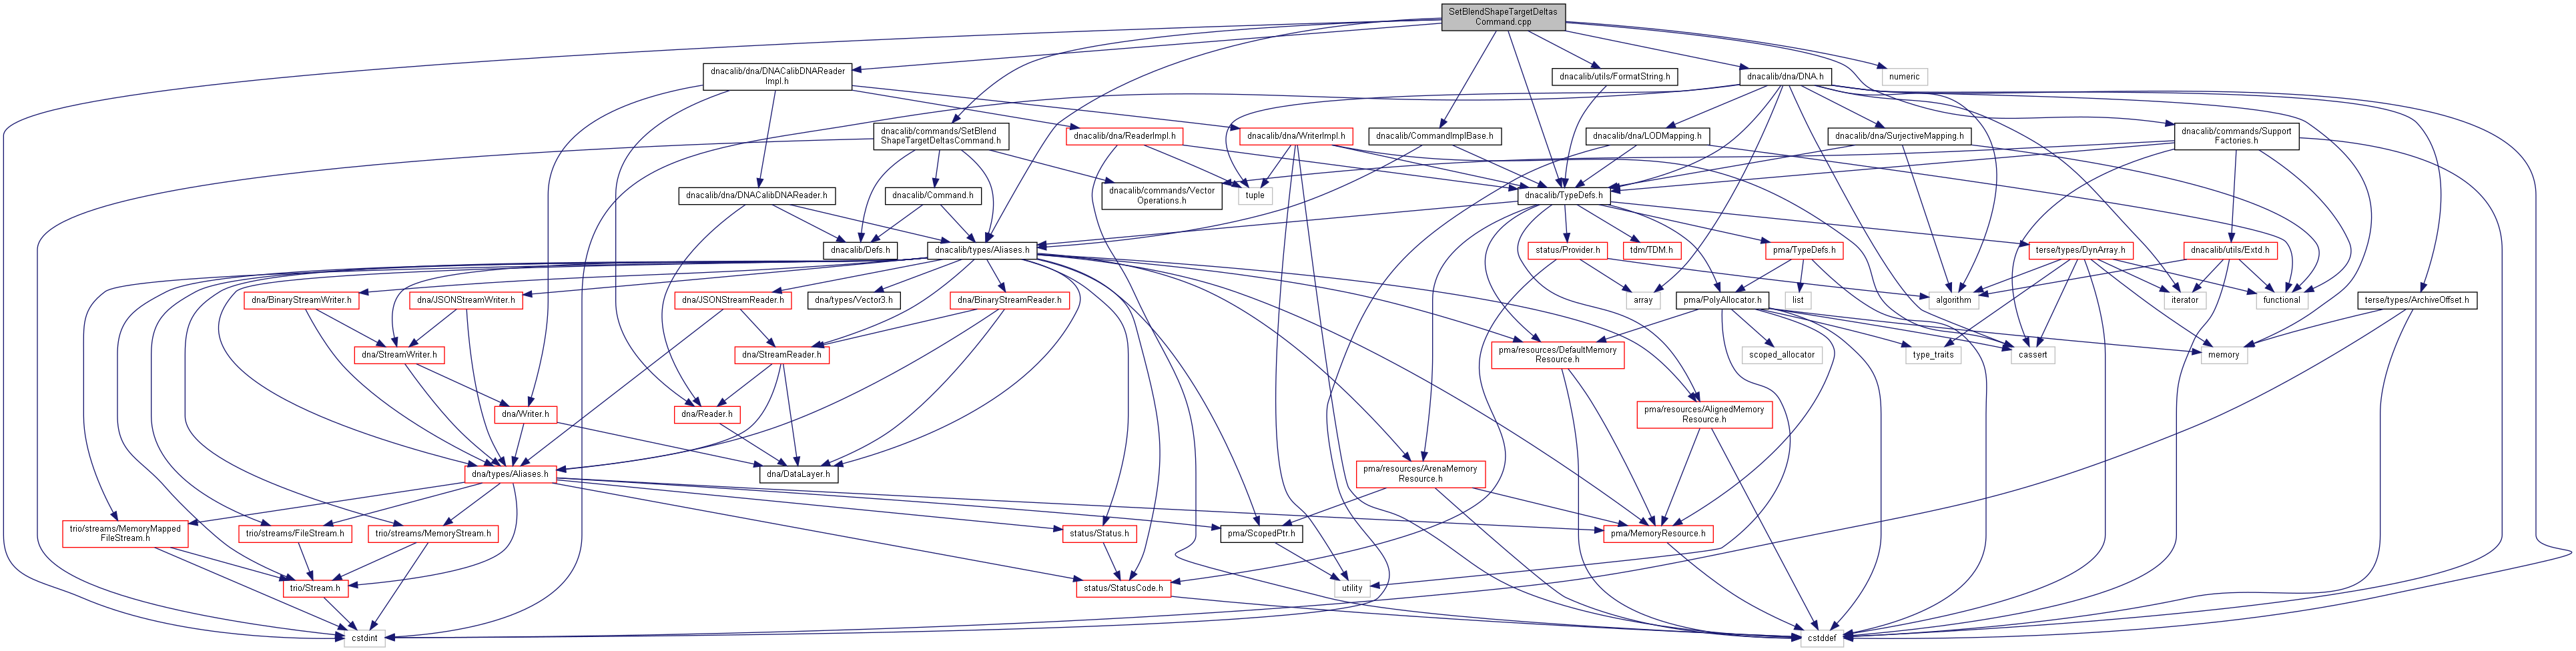 SetBlendShapeTargetDeltas
Command.cpp
dnacalib/dna/DNACalibDNAReader
Impl.h
dnacalib/utils/FormatString.h
dnacalib/dna/DNA.h
numeric
dnacalib/commands/SetBlend
ShapeTargetDeltasCommand.h
dnacalib/dna/ReaderImpl.h
dnacalib/dna/WriterImpl.h
dnacalib/CommandImplBase.h
dnacalib/dna/LODMapping.h
dnacalib/dna/SurjectiveMapping.h
dnacalib/commands/Support
Factories.h
dnacalib/dna/DNACalibDNAReader.h
dnacalib/Command.h
dnacalib/commands/Vector
Operations.h
tuple
dnacalib/TypeDefs.h
dnacalib/Defs.h
dnacalib/types/Aliases.h
status/Provider.h
tdm/TDM.h
pma/TypeDefs.h
terse/types/DynArray.h
dnacalib/utils/Extd.h
dna/BinaryStreamWriter.h
dna/JSONStreamWriter.h
dna/JSONStreamReader.h
dna/types/Vector3.h
dna/BinaryStreamReader.h
array
list
pma/PolyAllocator.h
algorithm
iterator
functional
terse/types/ArchiveOffset.h
dna/StreamWriter.h
dna/StreamReader.h
pma/resources/DefaultMemory
Resource.h
scoped_allocator
type_traits
cassert
memory
dna/Writer.h
dna/Reader.h
pma/resources/AlignedMemory
Resource.h
dna/types/Aliases.h
dna/DataLayer.h
pma/resources/ArenaMemory
Resource.h
trio/streams/MemoryMapped
FileStream.h
trio/streams/FileStream.h
trio/streams/MemoryStream.h
status/Status.h
pma/ScopedPtr.h
pma/MemoryResource.h
trio/Stream.h
status/StatusCode.h
utility
cstdint
cstddef